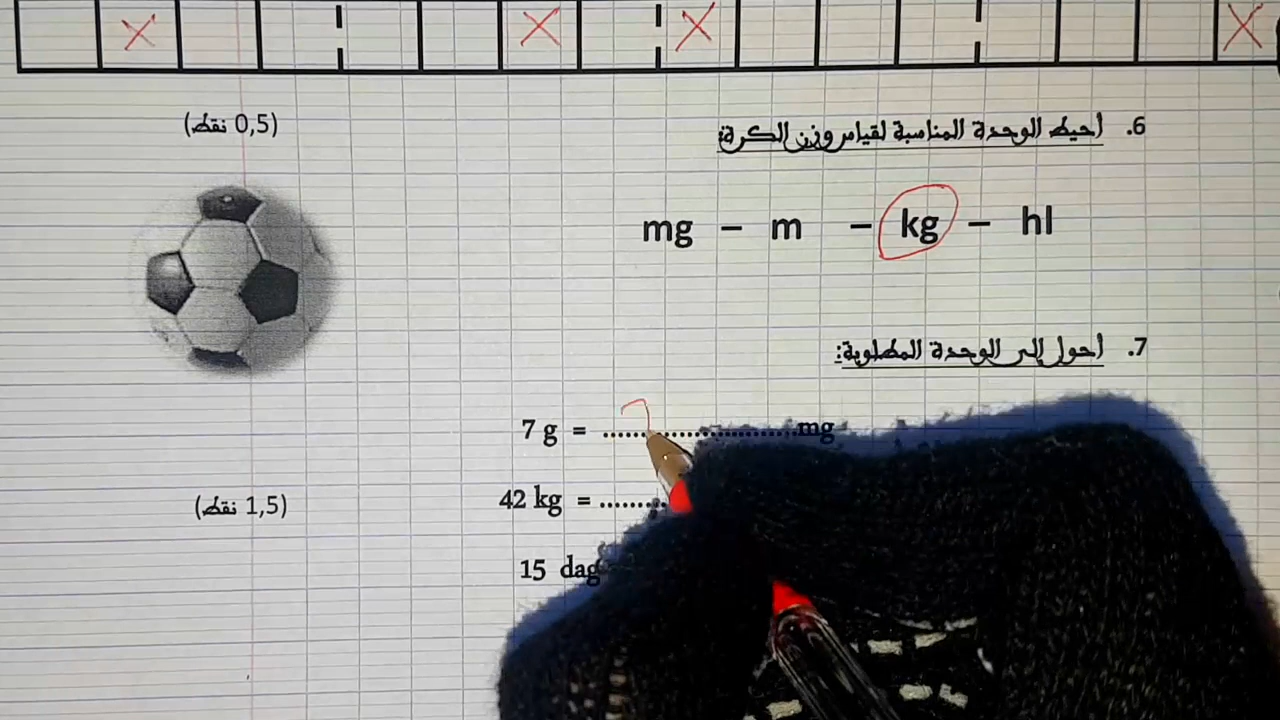 X X X X
6. أحيط الوحدة المناسبة لقياس وزن الكرة: (0,5 نقط)
mg – m – kg – hl
7. أحول إلى الوحدة المطلوبة:
7 g = ........................ mg
42 kg = .......
(1,5 نقط)
15 dag